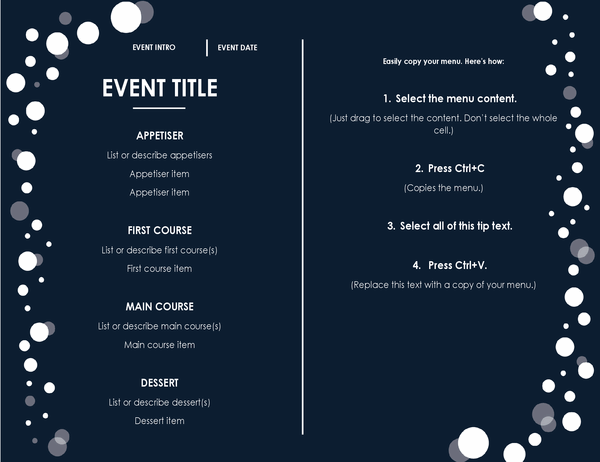 EVENT INTRO
EVENT DATE
EVENT TITLE
APPETISER
List or describe appetisers
Appetiser item
Appetiser item
FIRST COURSE
List or describe first course(s)
First course item
MAIN COURSE
List or describe main course(s)
Main course item
DESSERT
List or describe dessert(s)
Dessert item
Easily copy your menu. Here's how:
1. Select the menu content.
(Just drag to select the content. Don't select the whole
cell.)
2. Press Ctrl+C
(Copies the menu.)
3. Select all of this tip text.
4. Press Ctrl+V.
(Replace this text with a copy of your menu.)